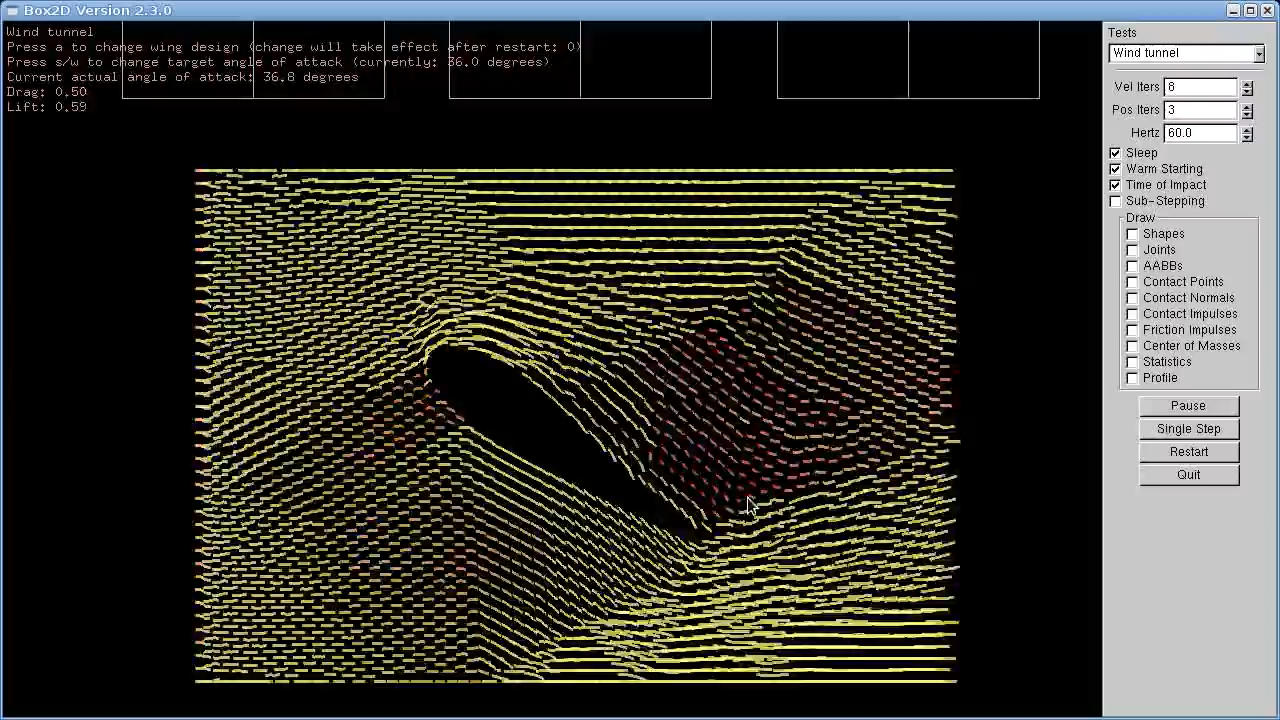 Box2D Version 2.3.0
Wind tunnel
Press a to change wing design (change will take effect after restart: 0)
Press s/w to change target angle of attack (currently: 36.0 degrees)
Current actual angle of attack: 36.8 degrees
Drag: 0.50
Lift: 0.59
Tests
Wind tunnel
Vel Iters 8
Pos Iters 3
Hertz 60.0
Sleep
Warm Starting
Time of Impact
Sub-Stepping
Draw
Shapes
Joints
AABBs
Contact Points
Contact Normals
Contact Impulses
Friction Impulses
Center of Masses
Statistics
Profile
Pause
Single Step
Restart
Quit